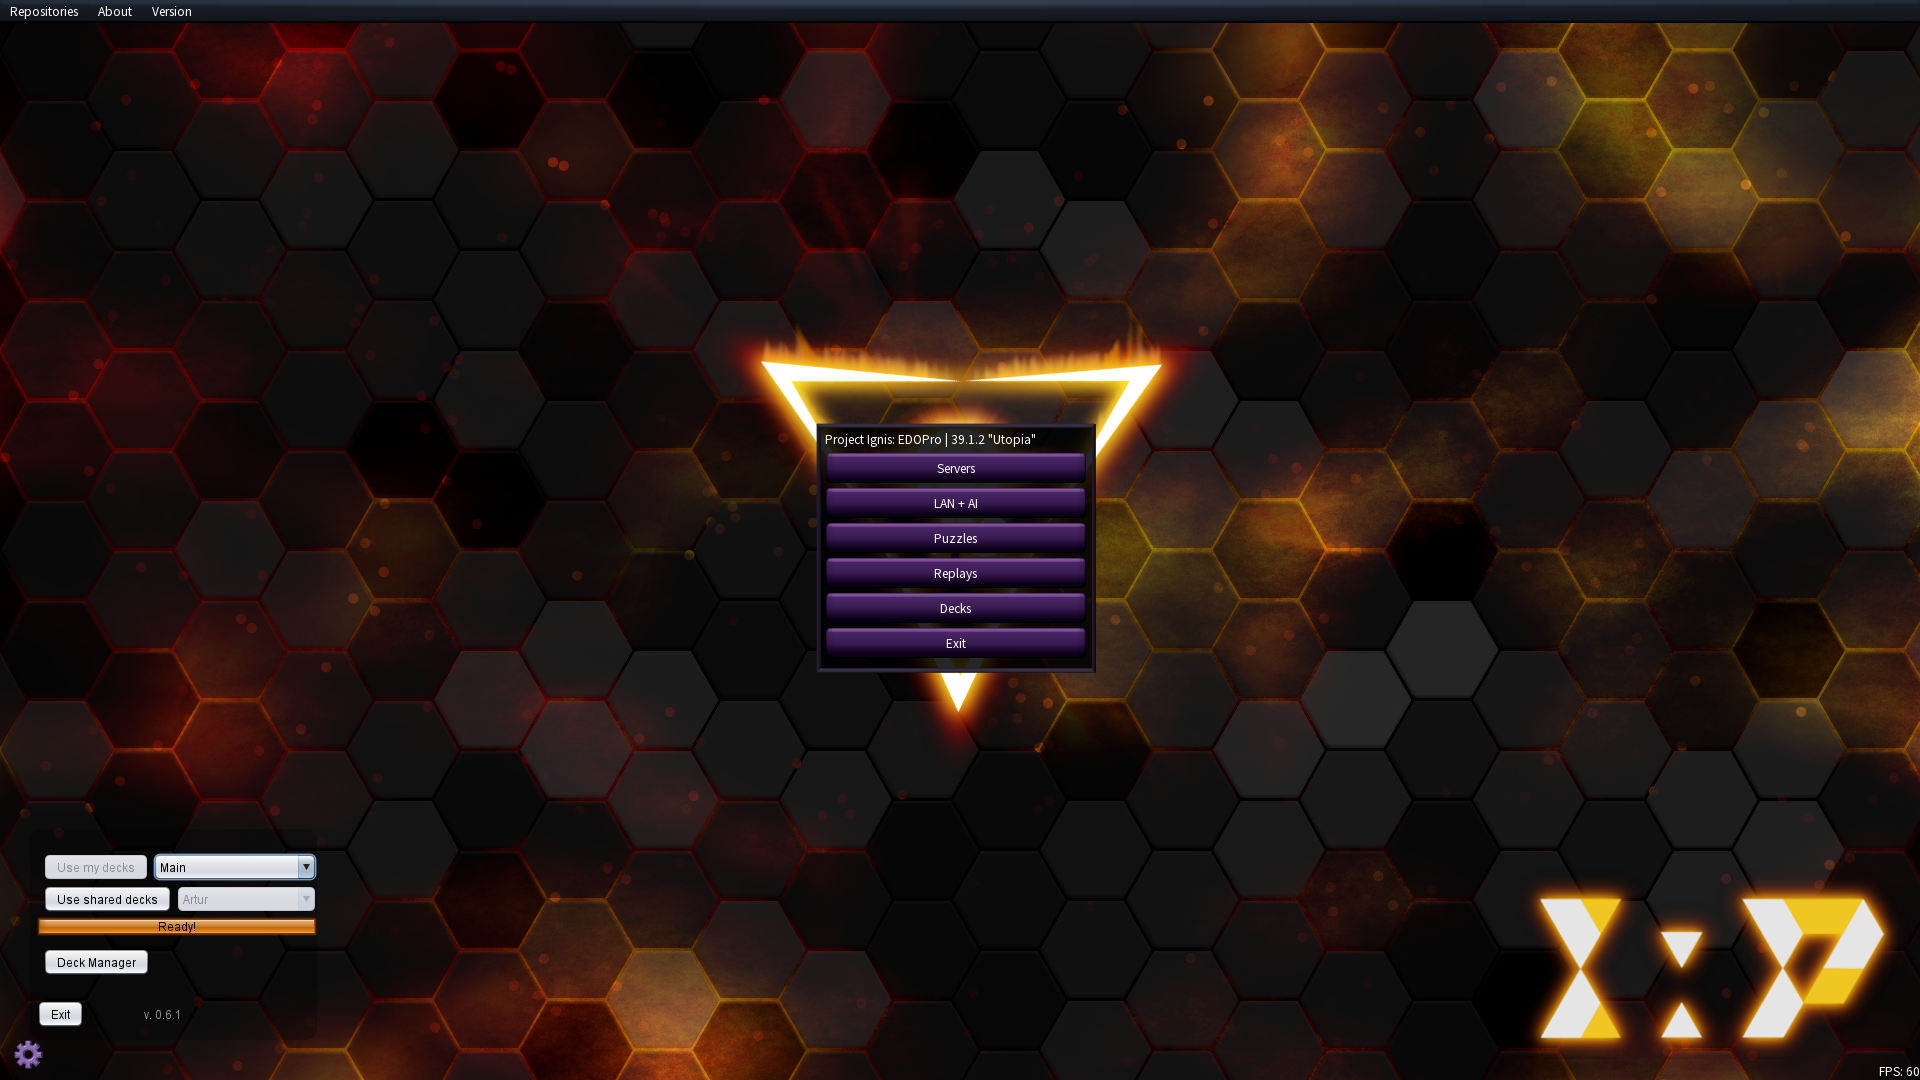 Repositories About Version
Project Ignis: EDOPro | 39.1.2 "Utopia"
Servers
LAN + AI
Puzzles
Replays
Decks
Exit
Use my decks Main
Use shared decks Artur
Ready!
Deck Manager
Exit v. 0.6.1
X:P
FPS: 60